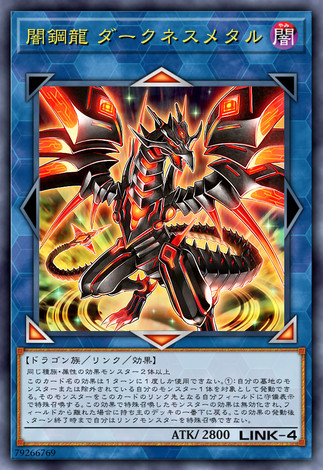 闇鋼龍 ダークネスメタル
やみ
闇
【ドラゴン族／リンク／効果】
同じ種族・属性の効果モンスター２体以上
このカード名の効果は１ターンに１度しか使用できない。①：自分の墓地のモ
ンスターまたは除外されている自分のモンスター１体を対象として発動でき
る。そのモンスターをこのカードのリンク先となる自分フィールドに守備表示
で特殊召喚する。この効果で特殊召喚したモンスターの効果は無効化され、フ
ィールドから離れた場合に持ち主のデッキの一番下に戻る。この効果の発動後、
ターン終了時まで自分はリンクモンスターを特殊召喚できない。
ATK/ 2800 LINK-4
79266769